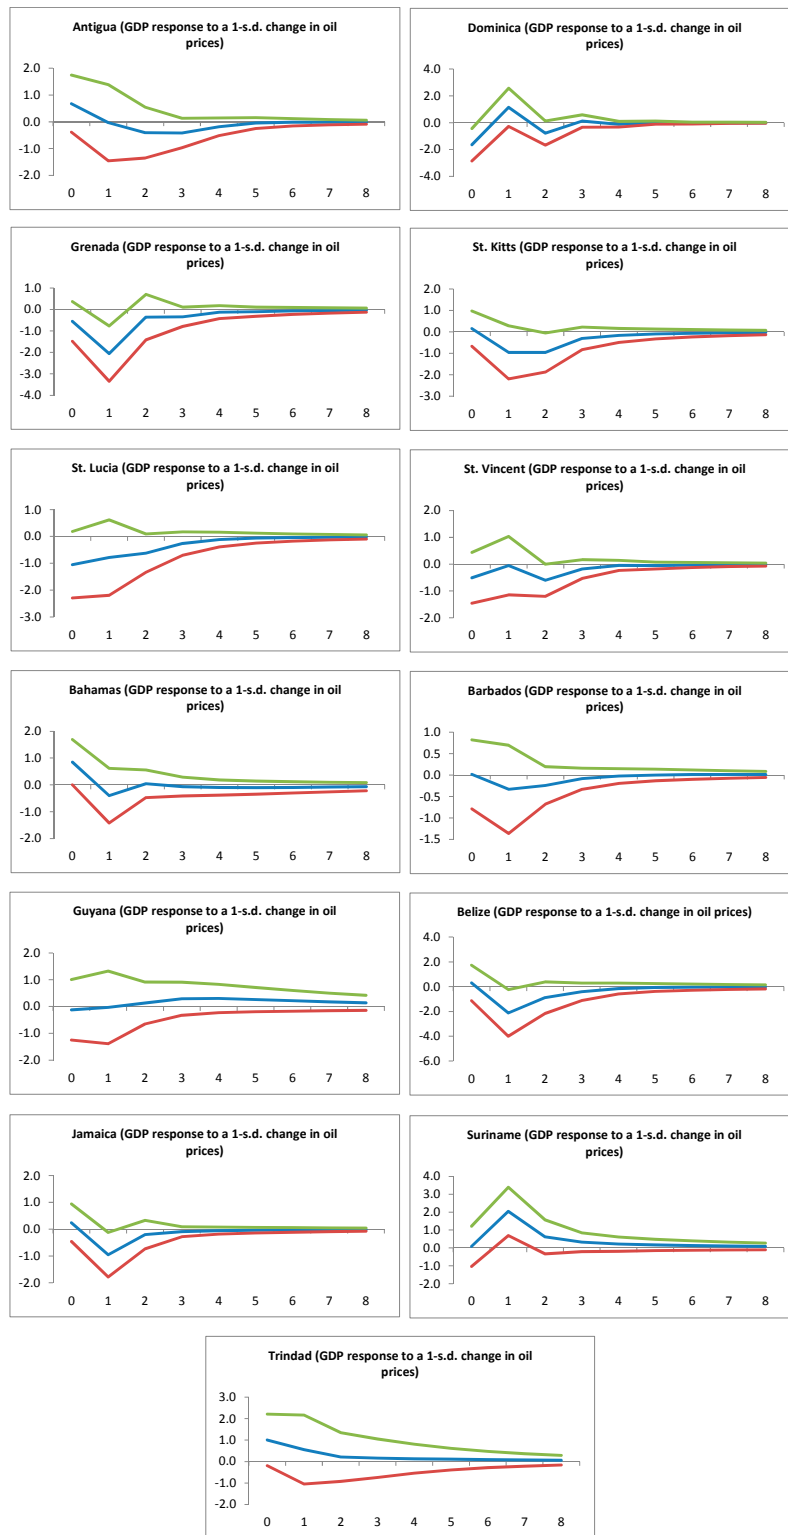 Antigua (GDP response to a 1-s.d. change in oil
prices)
2.0
1.0
0.0
-1.0
-2.0
0 1 2 3 4 5 6 7 8
Dominica (GDP response to a 1-s.d. change in oil
prices)
4.0
2.0
0.0
-2.0
-4.0
0 1 2 3 4 5 6 7 8
Grenada (GDP response to a 1-s.d. change in oil
prices)
1.0
0.0
-1.0
-2.0
-3.0
-4.0
0 1 2 3 4 5 6 7 8
St. Kitts (GDP response to a 1-s.d. change in oil
prices)
2.0
1.0
0.0
-1.0
-2.0
-3.0
0 1 2 3 4 5 6 7 8
St. Lucia (GDP response to a 1-s.d. change in oil
prices)
1.0
0.0
-1.0
-2.0
-3.0
0 1 2 3 4 5 6 7 8
St. Vincent (GDP response to a 1-s.d. change in oil
prices)
2.0
1.0
0.0
-1.0
-2.0
0 1 2 3 4 5 6 7 8
Bahamas (GDP response to a 1-s.d. change in oil
prices)
2.0
1.0
0.0
-1.0
-2.0
0 1 2 3 4 5 6 7 8
Barbados (GDP response to a 1-s.d. change in oil
prices)
1.0
0.5
0.0
-0.5
-1.0
-1.5
0 1 2 3 4 5 6 7 8
Guyana (GDP response to a 1-s.d. change in oil
prices)
2.0
1.0
0.0
-1.0
-2.0
0 1 2 3 4 5 6 7 8
Belize (GDP response to a 1-s.d. change in oil prices)
4.0
2.0
0.0
-2.0
-4.0
-6.0
0 1 2 3 4 5 6 7 8
Jamaica (GDP response to a 1-s.d. change in oil
prices)
2.0
1.0
0.0
-1.0
-2.0
0 1 2 3 4 5 6 7 8
Suriname (GDP response to a 1-s.d. change in oil
prices)
4.0
3.0
2.0
1.0
0.0
-1.0
-2.0
0 1 2 3 4 5 6 7 8
Trindad (GDP response to a 1-s.d. change in oil
prices)
3.0
2.0
1.0
0.0
-1.0
-2.0
0 1 2 3 4 5 6 7 8